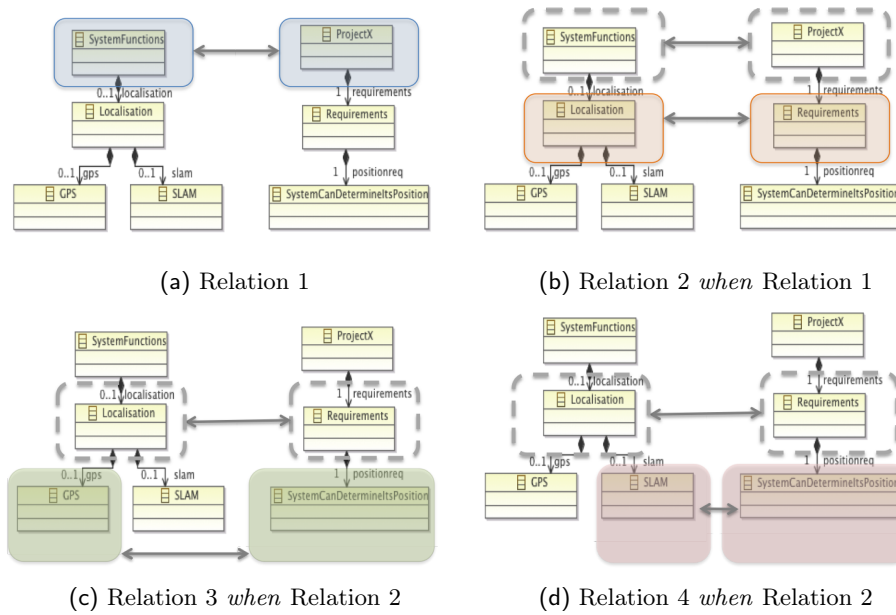 SystemFunctions
0..1 localisation
Localisation
0..1 gps
0..1 slam
GPS
SLAM
ProjectX
1 requirements
Requirements
1 positionreq
SystemCanDetermineItsPosition
(a) Relation 1
SystemFunctions
0..1 localisation
Localisation
0..1 gps
0..1 slam
GPS
SLAM
ProjectX
1 requirements
Requirements
1 positionreq
SystemCanDetermineItsPosition
(b) Relation 2 when Relation 1
SystemFunctions
0..1 localisation
Localisation
0..1 gps
0..1 slam
GPS
SLAM
ProjectX
1 requirements
Requirements
1 positionreq
SystemCanDetermineItsPosition
(c) Relation 3 when Relation 2
SystemFunctions
0..1 localisation
Localisation
0..1 gps
0..1 slam
GPS
SLAM
ProjectX
1 requirements
Requirements
1 positionreq
SystemCanDetermineItsPosition
(d) Relation 4 when Relation 2